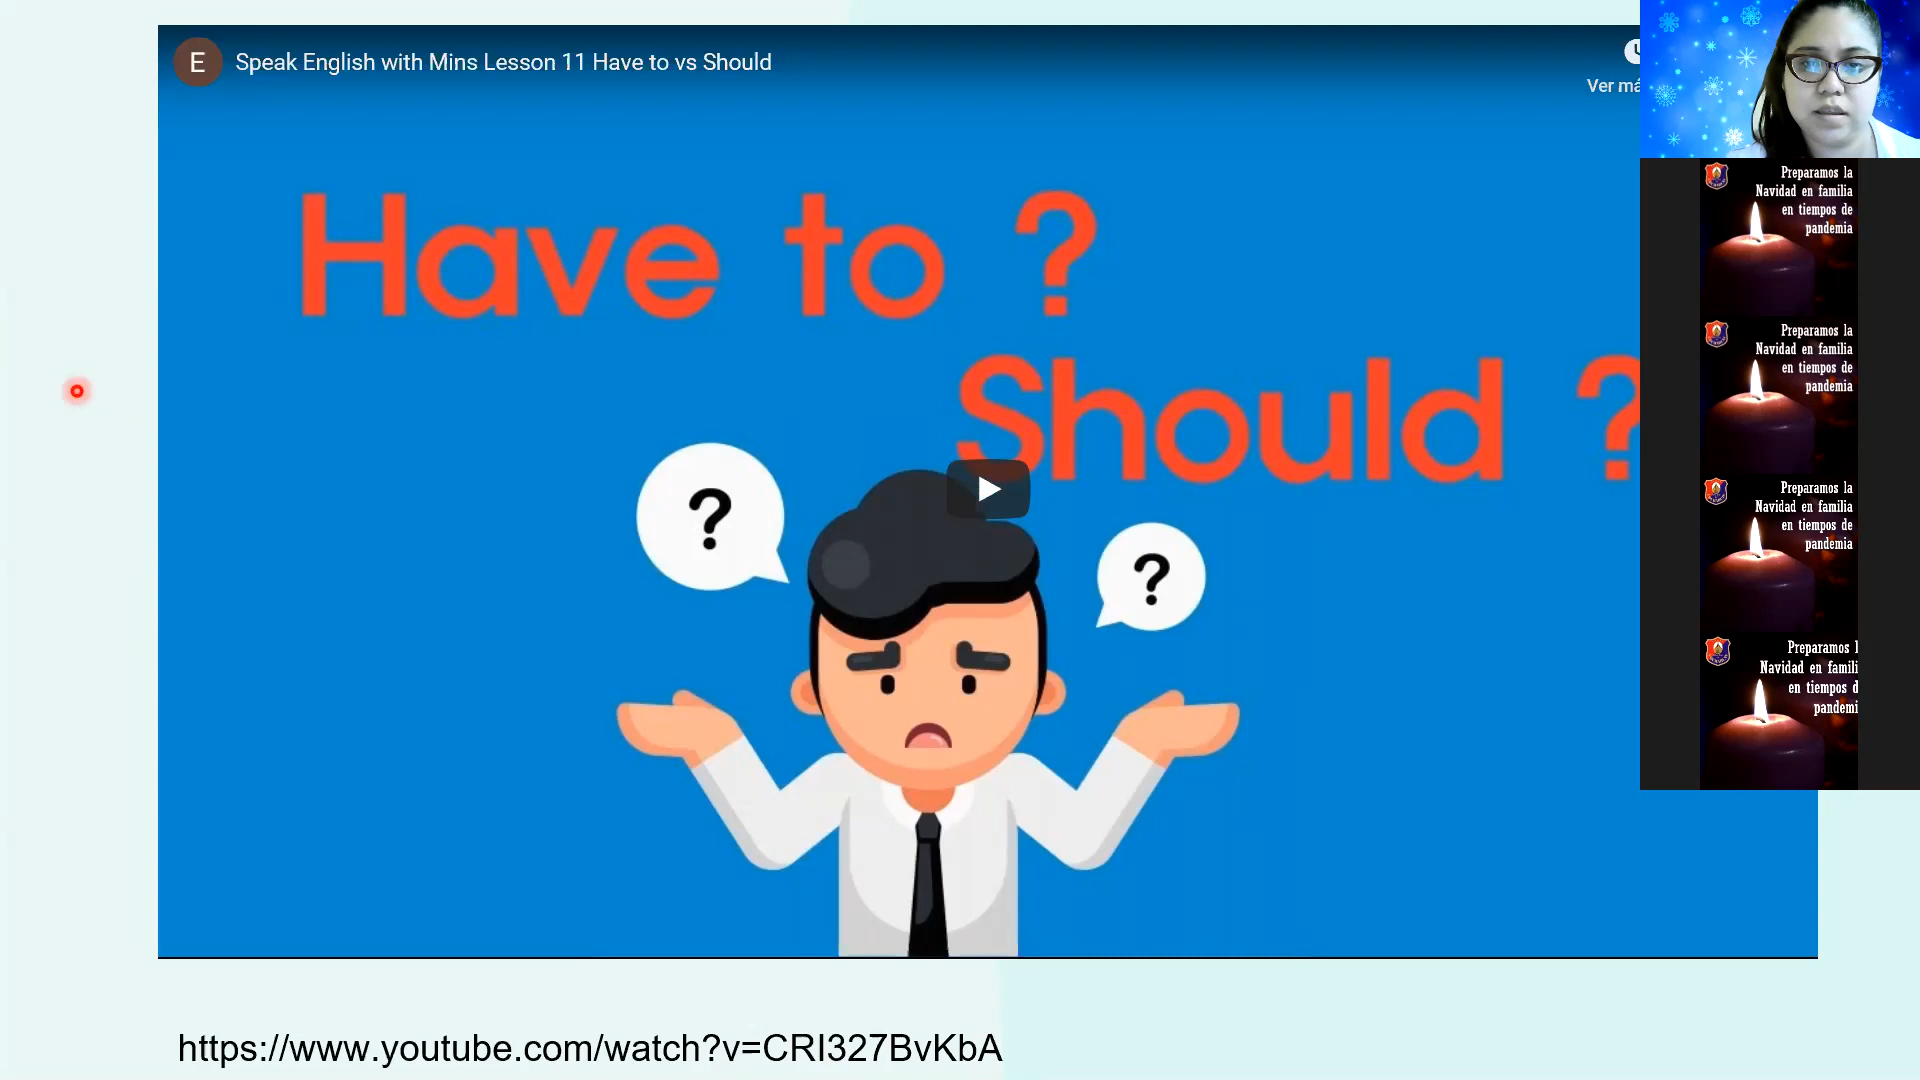 E
Speak English with Mins Lesson 11 Have to vs Should
Ver má
Have to ?
Should ?
?
?
https://www.youtube.com/watch?v=CRI327BvKbA
Preparamos la
Navidad en familia
en tiempos de
pandemia
Preparamos la
Navidad en familia
en tiempos de
pandemia
Preparamos la
Navidad en familia
en tiempos de
pandemia
Preparamos l
Navidad en famili
en tiempos d
pandemi